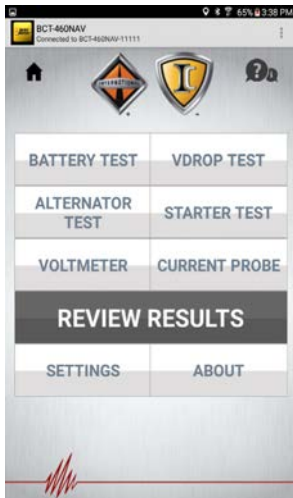 65% 3:38 PM
BCT-460NAV
Connected to BCT-460NAV-11111
INTERNATIONAL
BATTERY TEST
VDROP TEST
ALTERNATOR
TEST
STARTER TEST
VOLTMETER
CURRENT PROBE
REVIEW RESULTS
SETTINGS
ABOUT